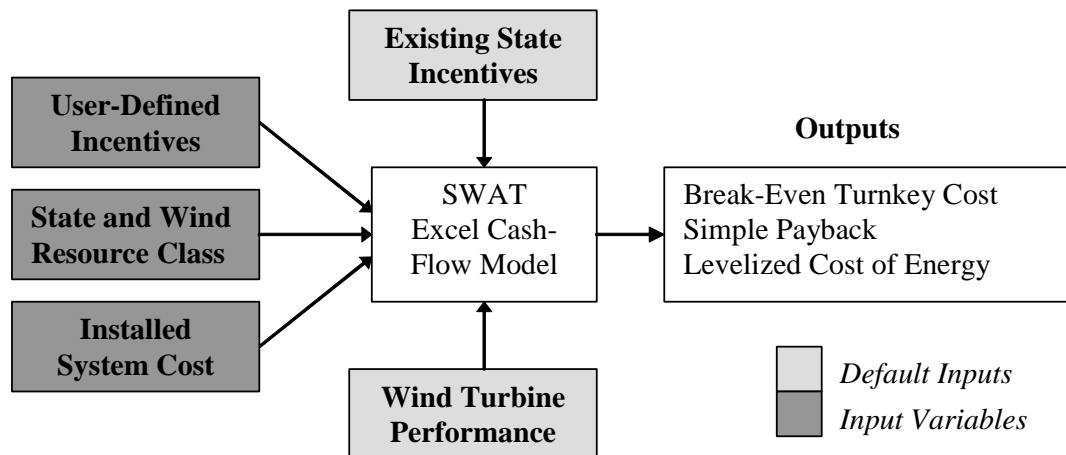 Existing State
Incentives
User-Defined
Incentives
State and Wind
Resource Class
Installed
System Cost
SWAT
Excel Cash-
Flow Model
Wind Turbine
Performance
Outputs
Break-Even Turnkey Cost
Simple Payback
Levelized Cost of Energy
Default Inputs
Input Variables